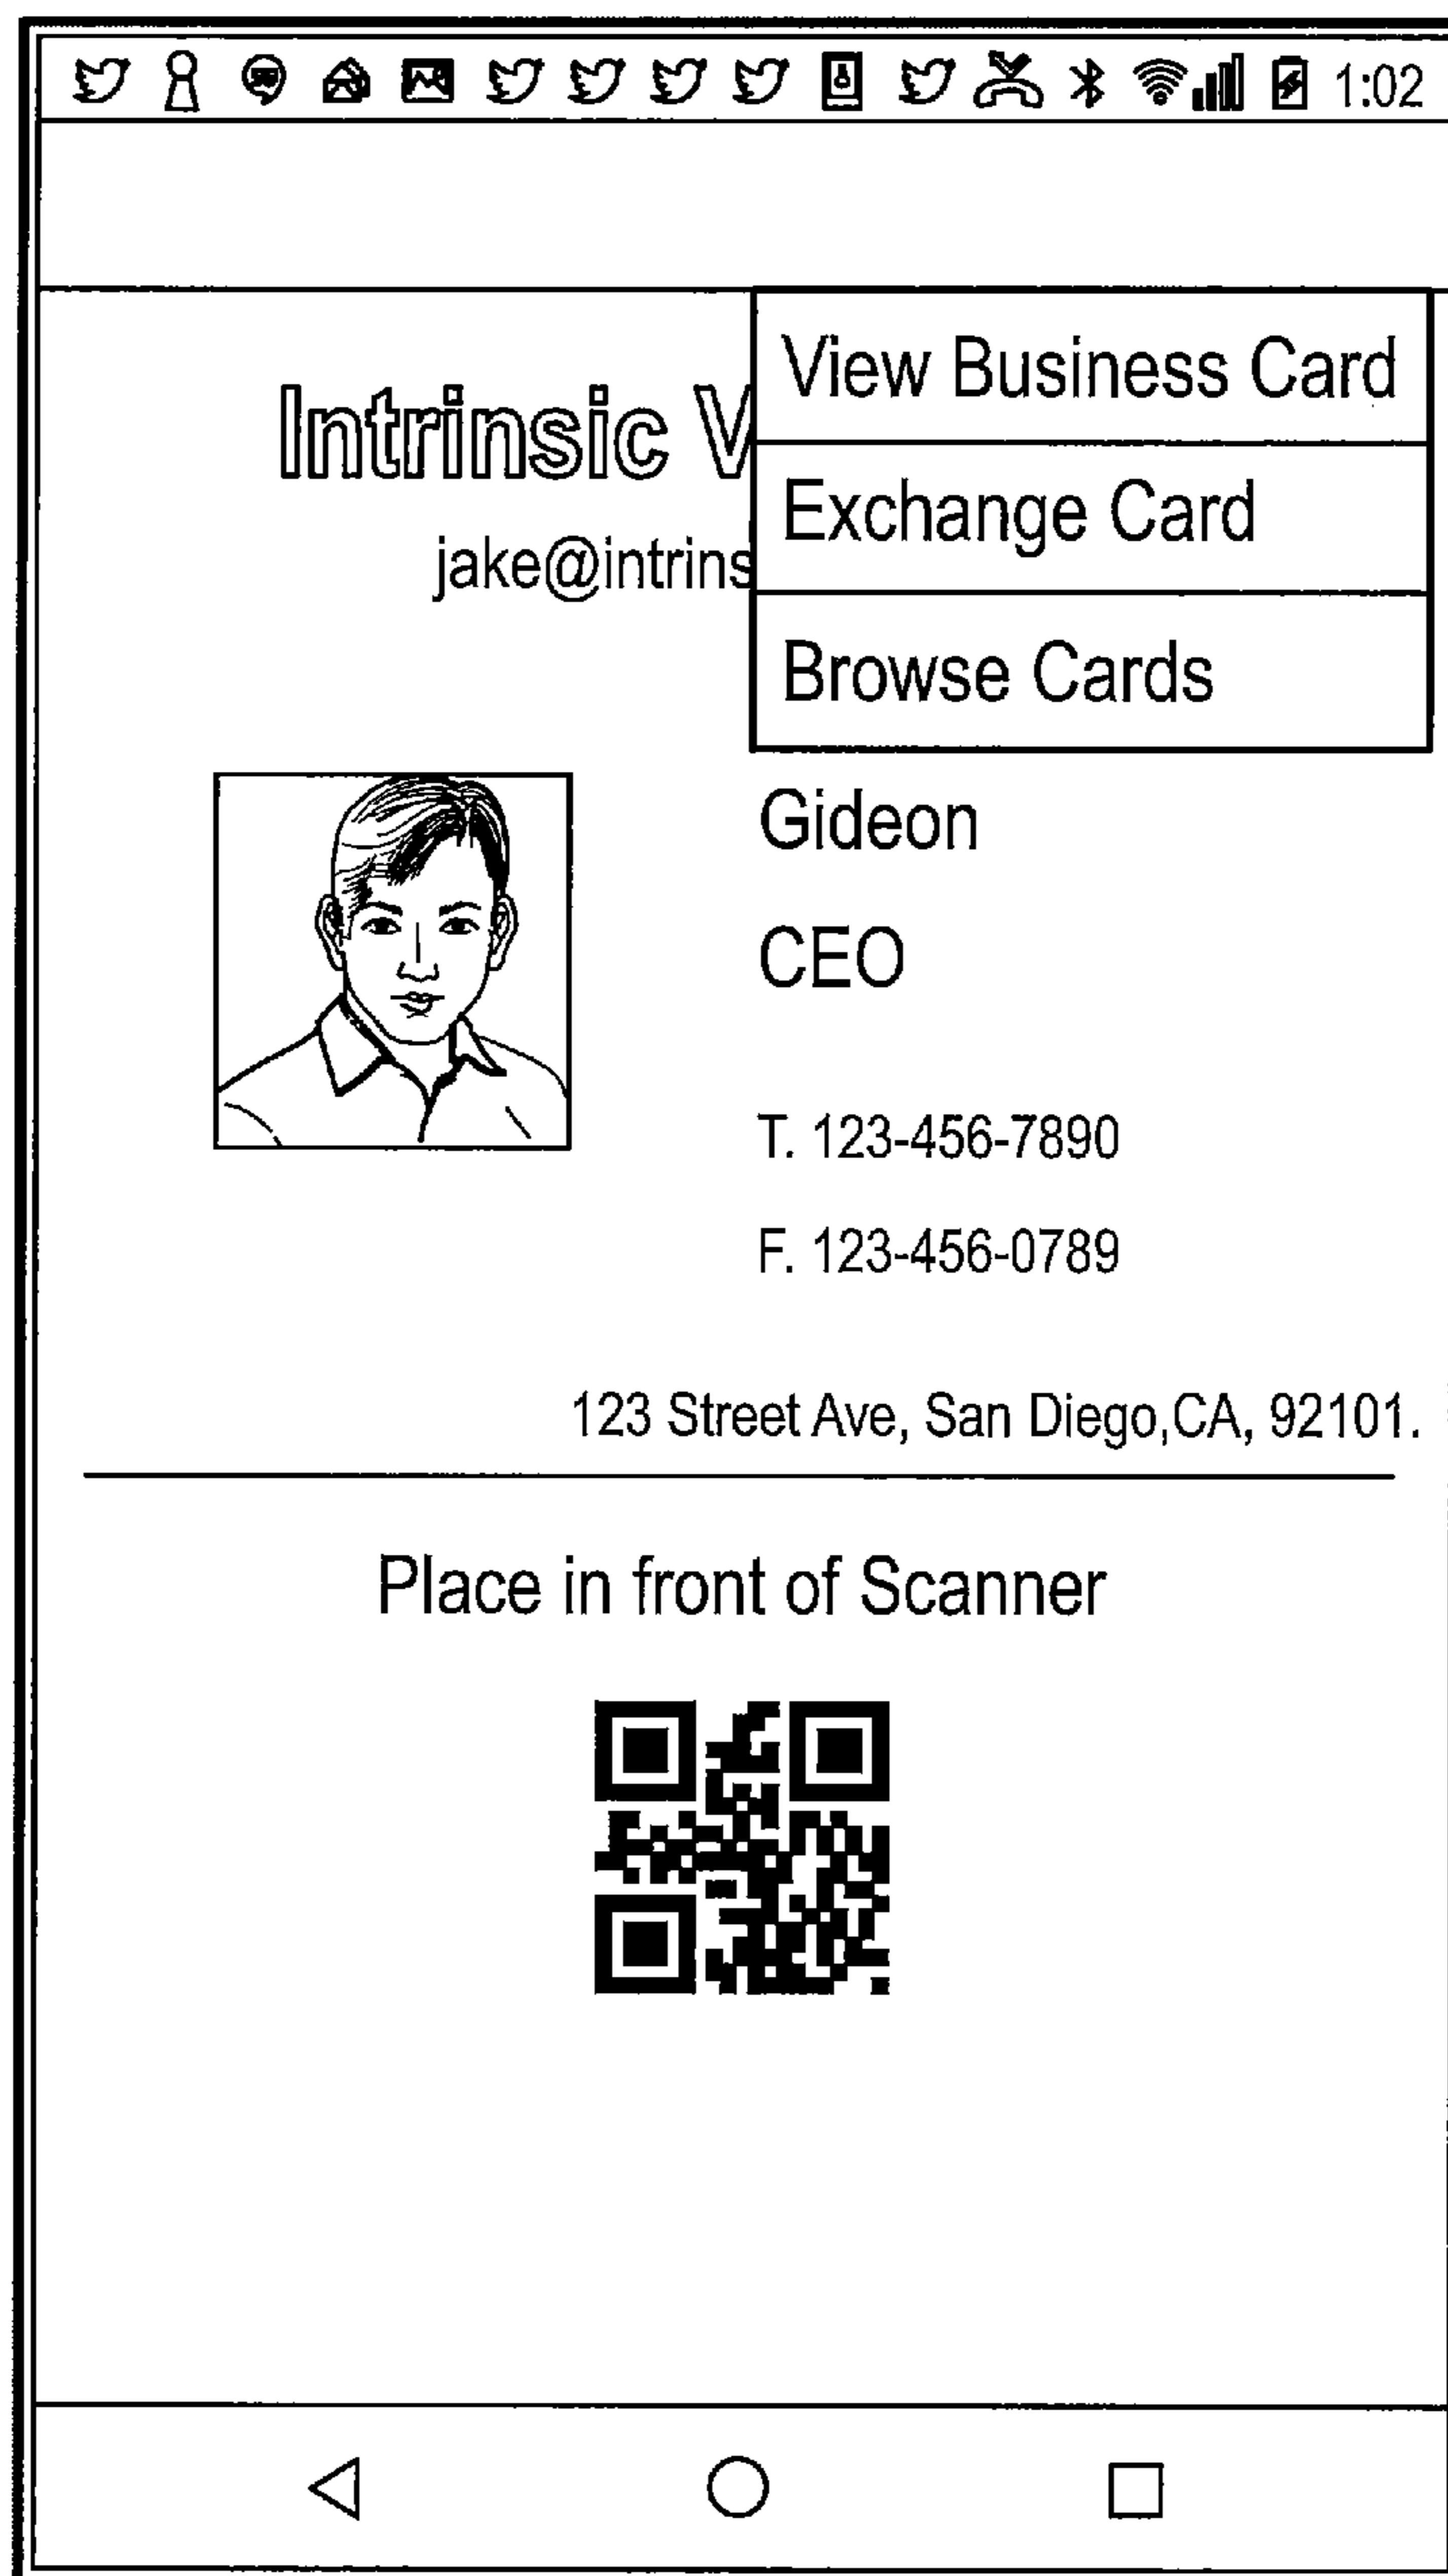 1:02
View Business Card
Intrinsic V
Exchange Card
jake@intrins
Browse Cards
Gideon
CEO
T. 123-456-7890
F. 123-456-0789
123 Street Ave, San Diego,CA, 92101.
Place in front of Scanner